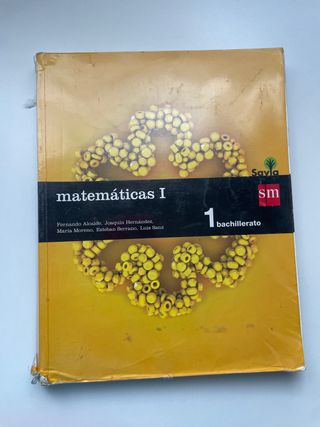 Savia
sm
matemáticas I
Fernando Alcaide, Joaquín Hernández,
María Moreno, Esteban Serrano, Luis Sanz
1 bachillerato